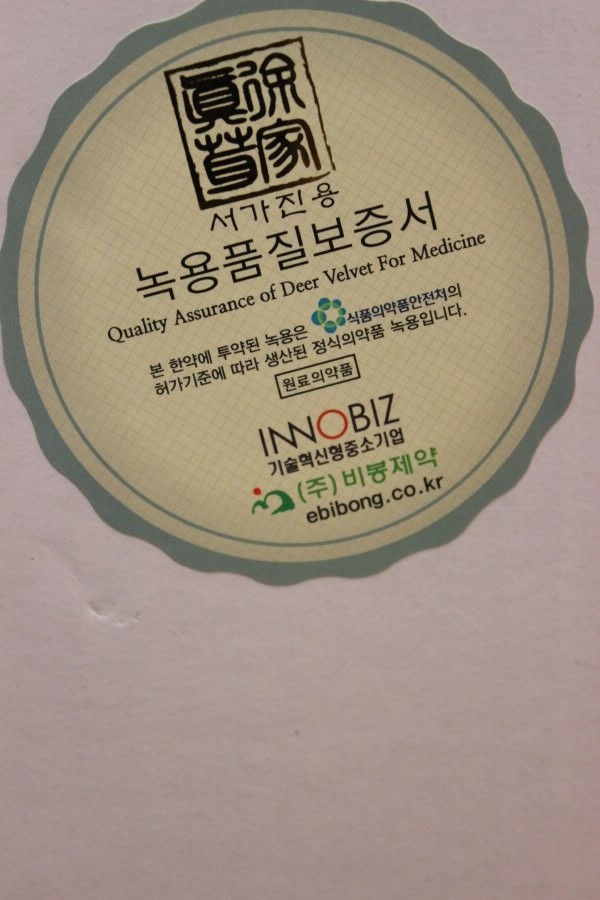 徐家眞茸
서가진용
녹용품질보증서
Quality Assurance of Deer Velvet For Medicine
본 한약에 투약된 녹용은 식품의약품안전처의
허가기준에 따라 생산된 정식의약품 녹용입니다.
원료의약품
INNOBIZ
기술혁신형중소기업
(주)비봉제약
ebibong.co.kr